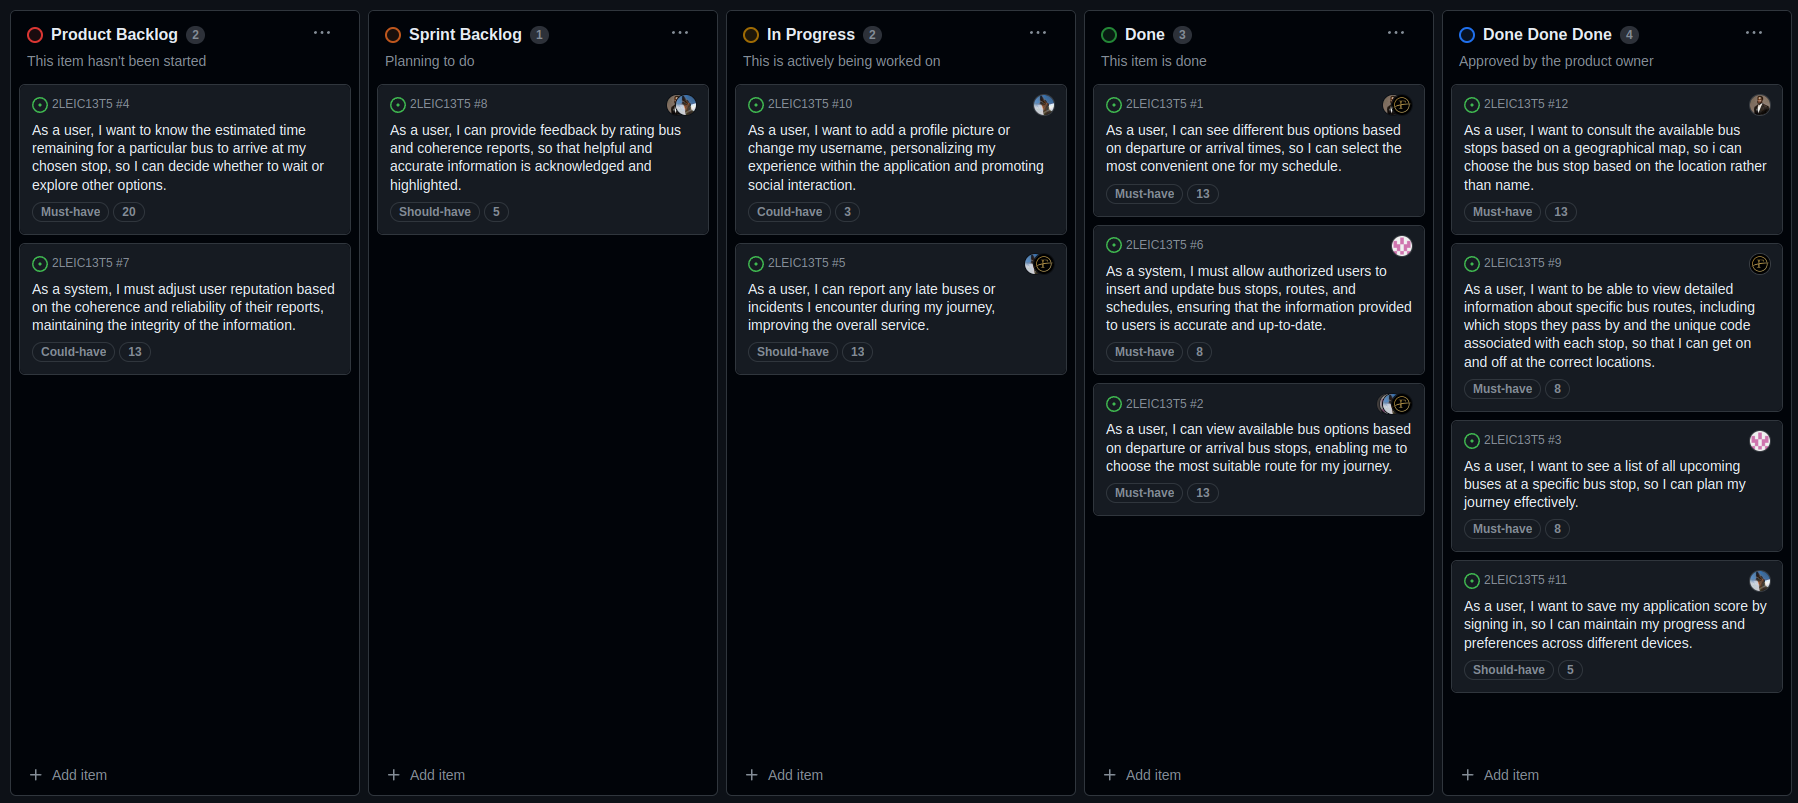 Product Backlog 2
This item hasn't been started
2LEIC13T5 #4
As a user, I want to know the estimated time
remaining for a particular bus to arrive at my
chosen stop, so I can decide whether to wait or
explore other options.
Must-have 20
2LEIC13T5 #7
As a system, I must adjust user reputation based
on the coherence and reliability of their reports,
maintaining the integrity of the information.
Could-have 13
Add item
Sprint Backlog 1
Planning to do
2LEIC13T5 #8
As a user, I can provide feedback by rating bus
and coherence reports, so that helpful and
accurate information is acknowledged and
highlighted.
Should-have 5
Add item
In Progress 2
This is actively being worked on
2LEIC13T5 #10
As a user, I want to add a profile picture or
change my username, personalizing my
experience within the application and promoting
social interaction.
Could-have 3
2LEIC13T5 #5
As a user, I can report any late buses or
incidents I encounter during my journey,
improving the overall service.
Should-have 13
Add item
Done 3
This item is done
2LEIC13T5 #1
As a user, I can see different bus options based
on departure or arrival times, so I can select the
most convenient one for my schedule.
Must-have 13
2LEIC13T5 #6
As a system, I must allow authorized users to
insert and update bus stops, routes, and
schedules, ensuring that the information provided
to users is accurate and up-to-date.
Must-have 8
2LEIC13T5 #2
As a user, I can view available bus options based
on departure or arrival bus stops, enabling me to
choose the most suitable route for my journey.
Must-have 13
Add item
Done Done Done 4
Approved by the product owner
2LEIC13T5 #12
As a user, I want to consult the available bus
stops based on a geographical map, so i can
choose the bus stop based on the location rather
than name.
Must-have 13
2LEIC13T5 #9
As a user, I want to be able to view detailed
information about specific bus routes, including
which stops they pass by and the unique code
associated with each stop, so that I can get on
and off at the correct locations.
Must-have 8
2LEIC13T5 #3
As a user, I want to see a list of all upcoming
buses at a specific bus stop, so I can plan my
journey effectively.
Must-have 8
2LEIC13T5 #11
As a user, I want to save my application score by
signing in, so I can maintain my progress and
preferences across different devices.
Should-have 5
Add item